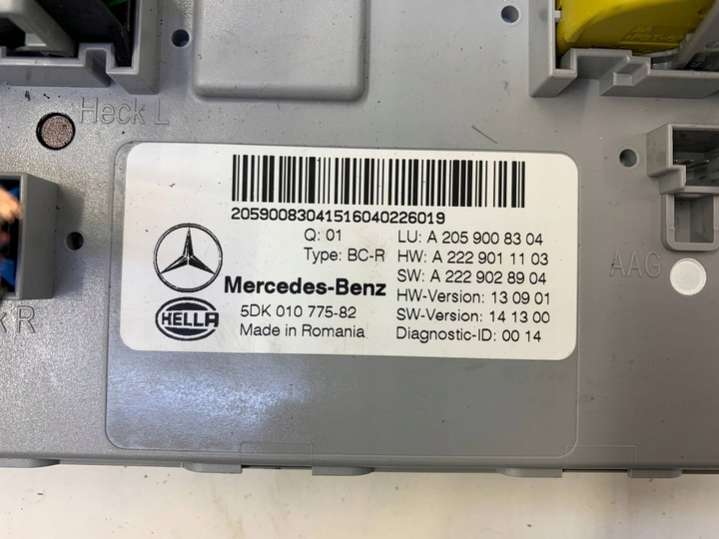 Heck L
20590083041516040226019
Q: 01
LU: A 205 900 83 04
Type: BC-R
HW: A 222 901 11 03
SW: A 222 902 89 04
Mercedes-Benz
HW-Version: 13 09 01
HELLA
5DK 010 775-82
SW-Version: 14 13 00
Made in Romania
Diagnostic-ID: 00 14
AAG
R